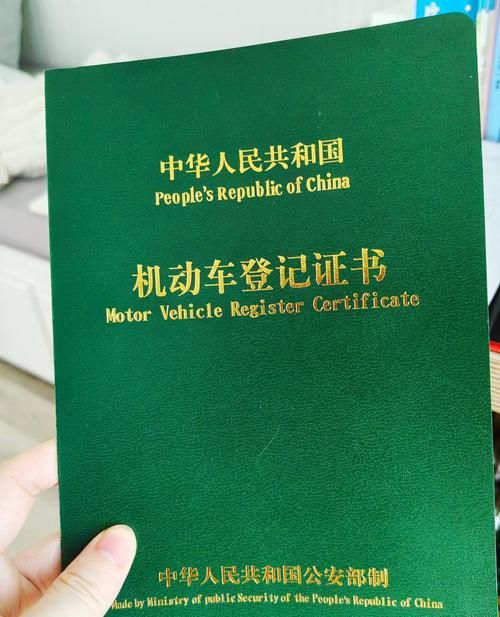 中华人民共和国
People's Republic of China
机动车登记证书
Motor Vehicle Register Certificate
中华人民共和国公安部制
Made by Ministry of public Security of the People's Republic of China